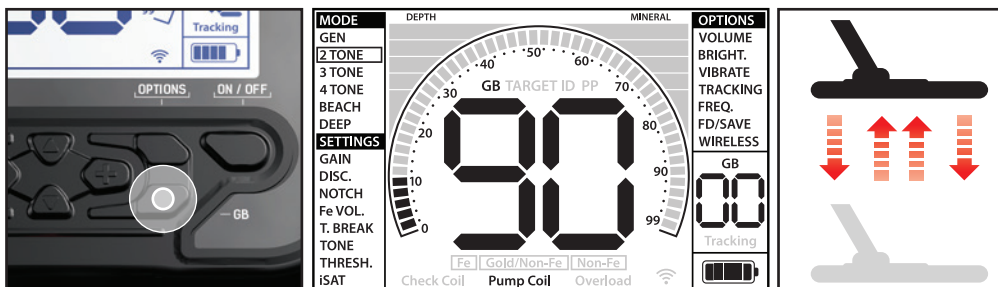 Tracking
OPTIONS
ON / OFF
GB
MODE
GEN
2 TONE
3 TONE
4 TONE
BEACH
DEEP
SETTINGS
GAIN
DISC.
NOTCH
Fe VOL.
T. BREAK
TONE
THRESH.
iSAT
DEPTH
MINERAL
0
10
20
30
40
50
60
70
80
90
99
GB TARGET ID PP
90
Fe Gold/Non-Fe Non-Fe
Check Coil Pump Coil Overload
OPTIONS
VOLUME
BRIGHT.
VIBRATE
TRACKING
FREQ.
FD/SAVE
WIRELESS
GB
00
Tracking